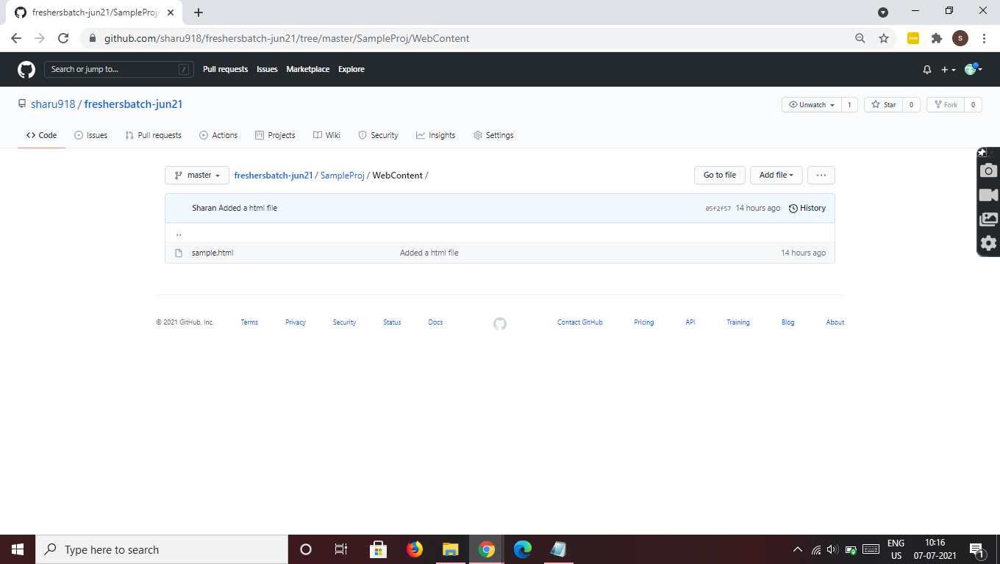 freshersbatch-jun21/SampleProj/
github.com/sharu918/freshersbatch-jun21/tree/master/SampleProj/WebContent
S
Search or jump to... /
Pull requests Issues Marketplace Explore
sharu918 / freshersbatch-jun21
Unwatch 1 Star 0 Fork 0
Code Issues Pull requests Actions Projects Wiki Security Insights Settings
master freshersbatch-jun21 / SampleProj / WebContent / Go to file Add file ...
Sharan Added a html file 05f2f57 14 hours ago History
..
sample.html Added a html file 14 hours ago
© 2021 GitHub, Inc. Terms Privacy Security Status Docs Contact GitHub Pricing API Training Blog About
Type here to search
ENG
US
10:16
07-07-2021
1